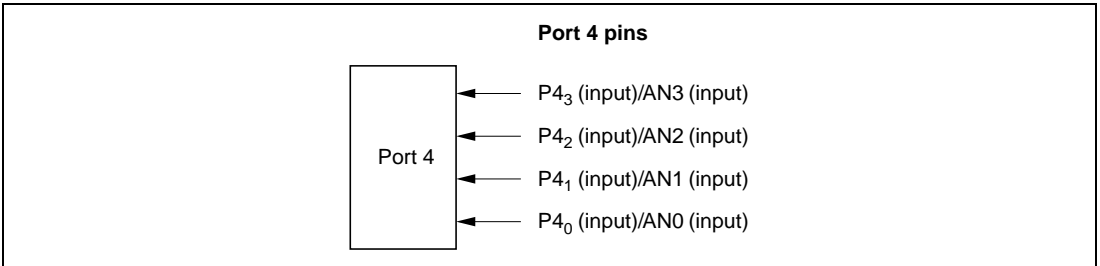 Port 4 pins
P4₃ (input)/AN3 (input)
P4₂ (input)/AN2 (input)
Port 4
P4₁ (input)/AN1 (input)
P4₀ (input)/AN0 (input)